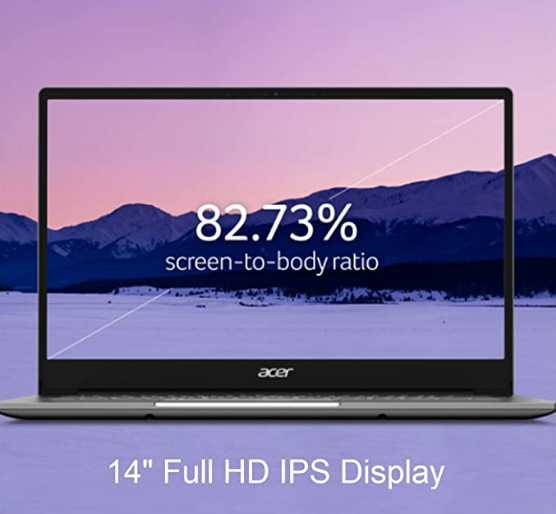 82.73%
screen-to-body ratio
acer
14" Full HD IPS Display